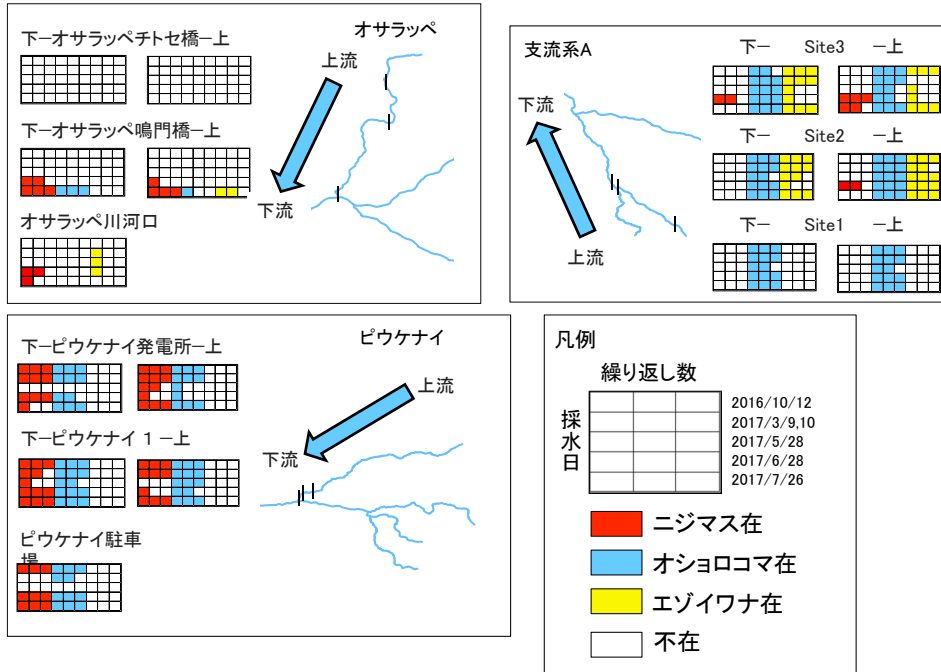 オサラッペ
下ーオサラッペチトセ橋ー上
上流
下ーオサラッペ鳴門橋ー上
下流
オサラッペ川河口
支流系A
下ー Site3 ー上
下流
下ー Site2 ー上
下ー Site1 ー上
上流
ピウケナイ
下ーピウケナイ発電所ー上
上流
下ーピウケナイ１ー上
下流
ピウケナイ駐車
場
凡例
繰り返し数
採水日
2016/10/12
2017/3/9,10
2017/5/28
2017/6/28
2017/7/26
ニジマス在
オショロコマ在
エゾイワナ在
不在